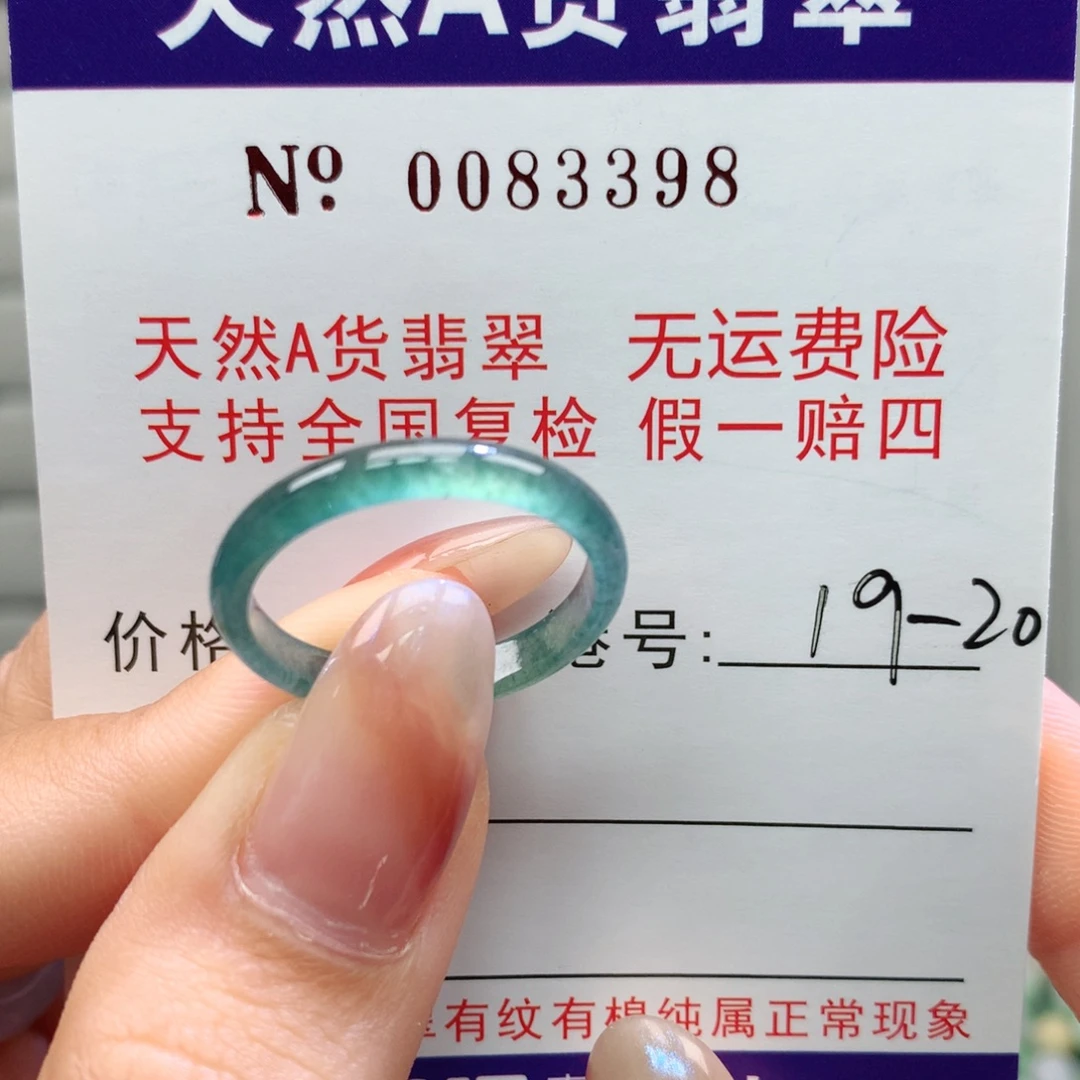 天然A货翡翠
Nº 0083398
天然A货翡翠 无运费险
支持全国复检 假一赔四
价格 号: 19-20
有纹有棉纯属正常现象